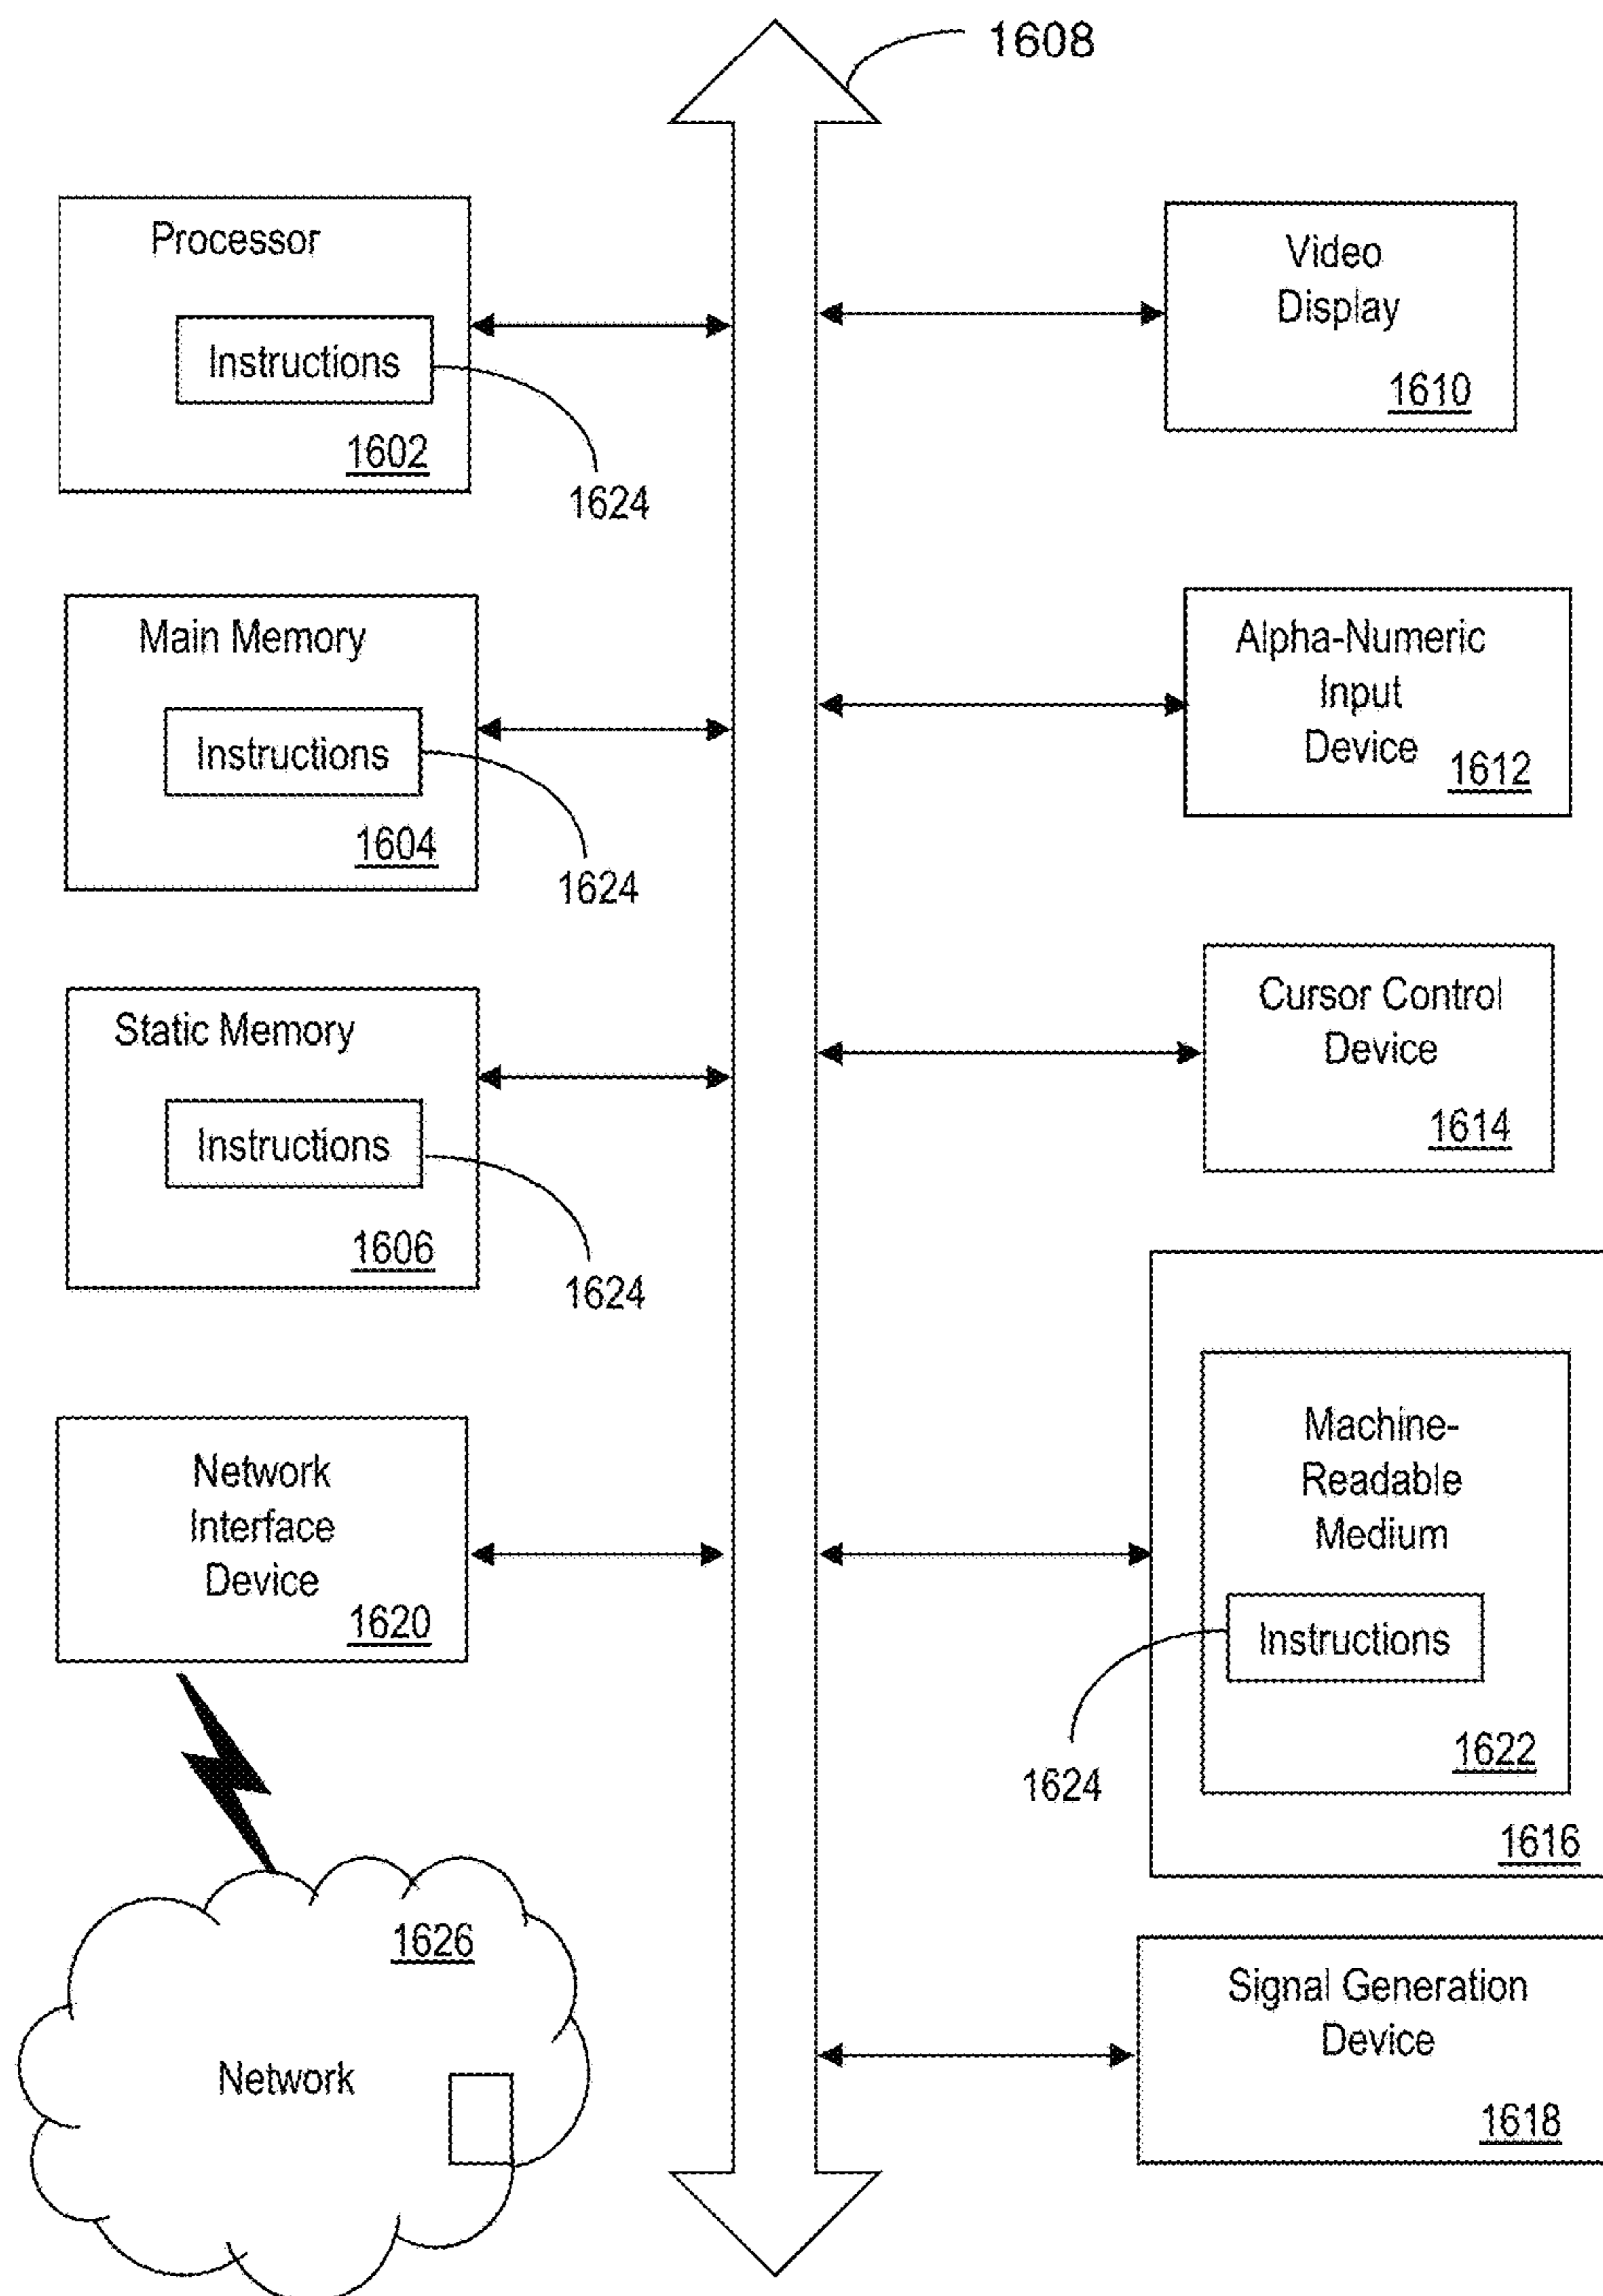 1608
Processor
Instructions
1602
1624
Main Memory
Instructions
1604
1624
Static Memory
Instructions
1606
1624
Network
Interface
Device
1620
1626
Network
Video
Display
1610
Alpha-Numeric
Input
Device
1612
Cursor Control
Device
1614
Machine-
Readable
Medium
Instructions
1622
1624
1616
Signal Generation
Device
1618